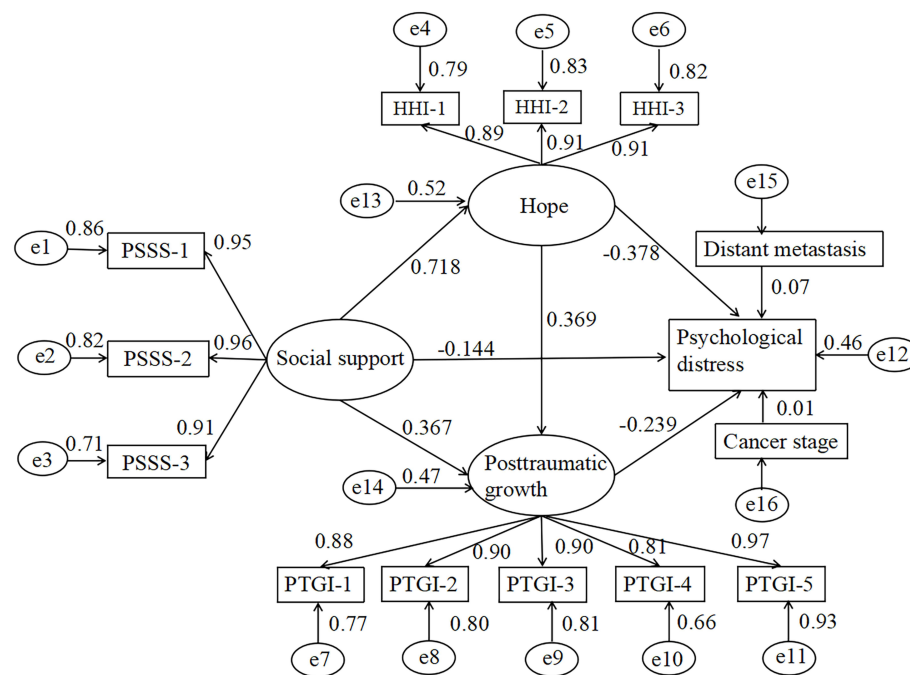 e4
e5
e6
0.79
0.83
0.82
HHI-1
HHI-2
HHI-3
0.89
0.91
0.91
e13
0.52
Hope
e15
e1
0.86
PSSS-1
0.95
0.718
-0.378
Distant metastasis
0.07
e2
0.82
PSSS-2
0.96
Social support
-0.144
0.369
Psychological
distress
0.46
e12
e3
0.71
PSSS-3
0.91
0.367
-0.239
0.01
Cancer stage
e14
0.47
Posttraumatic
growth
e16
0.88
0.90
0.90
0.81
0.97
PTGI-1
PTGI-2
PTGI-3
PTGI-4
PTGI-5
0.77
0.80
0.81
0.66
0.93
e7
e8
e9
e10
e11